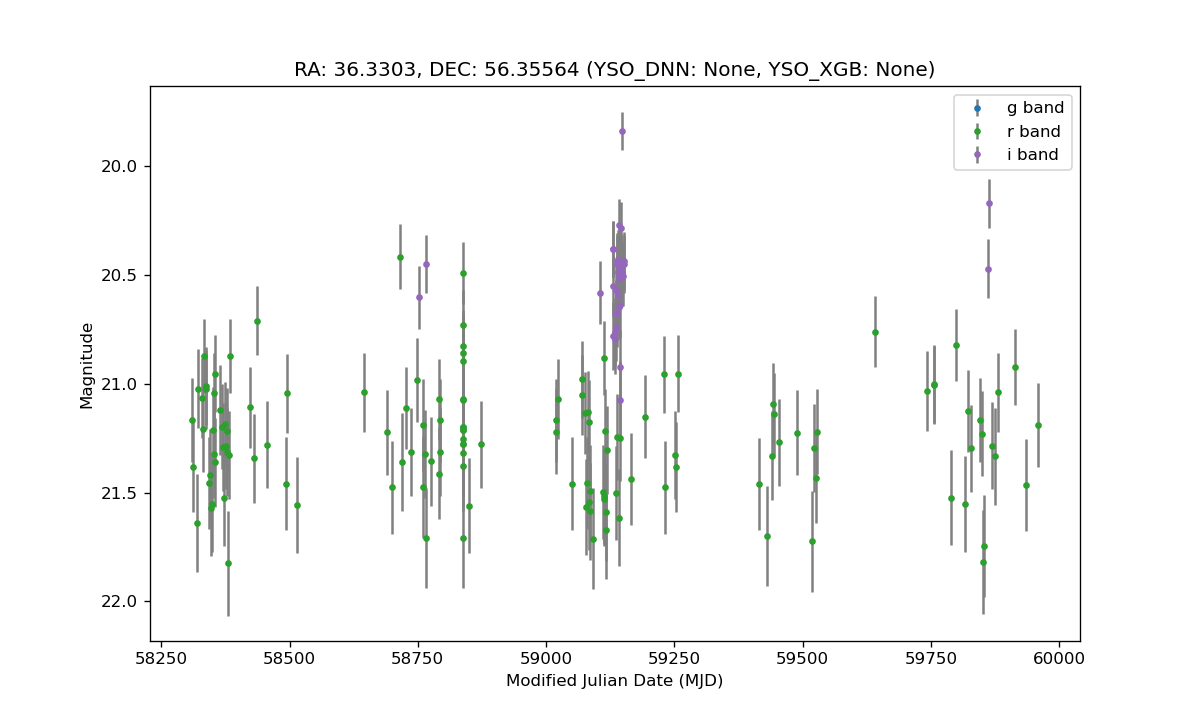 RA: 36.3303, DEC: 56.35564 (YSO_DNN: None, YSO_XGB: None)
g band
r band
i band
20.0
20.5
21.0
21.5
22.0
Magnitude
58250 58500 58750 59000 59250 59500 59750 60000
Modified Julian Date (MJD)